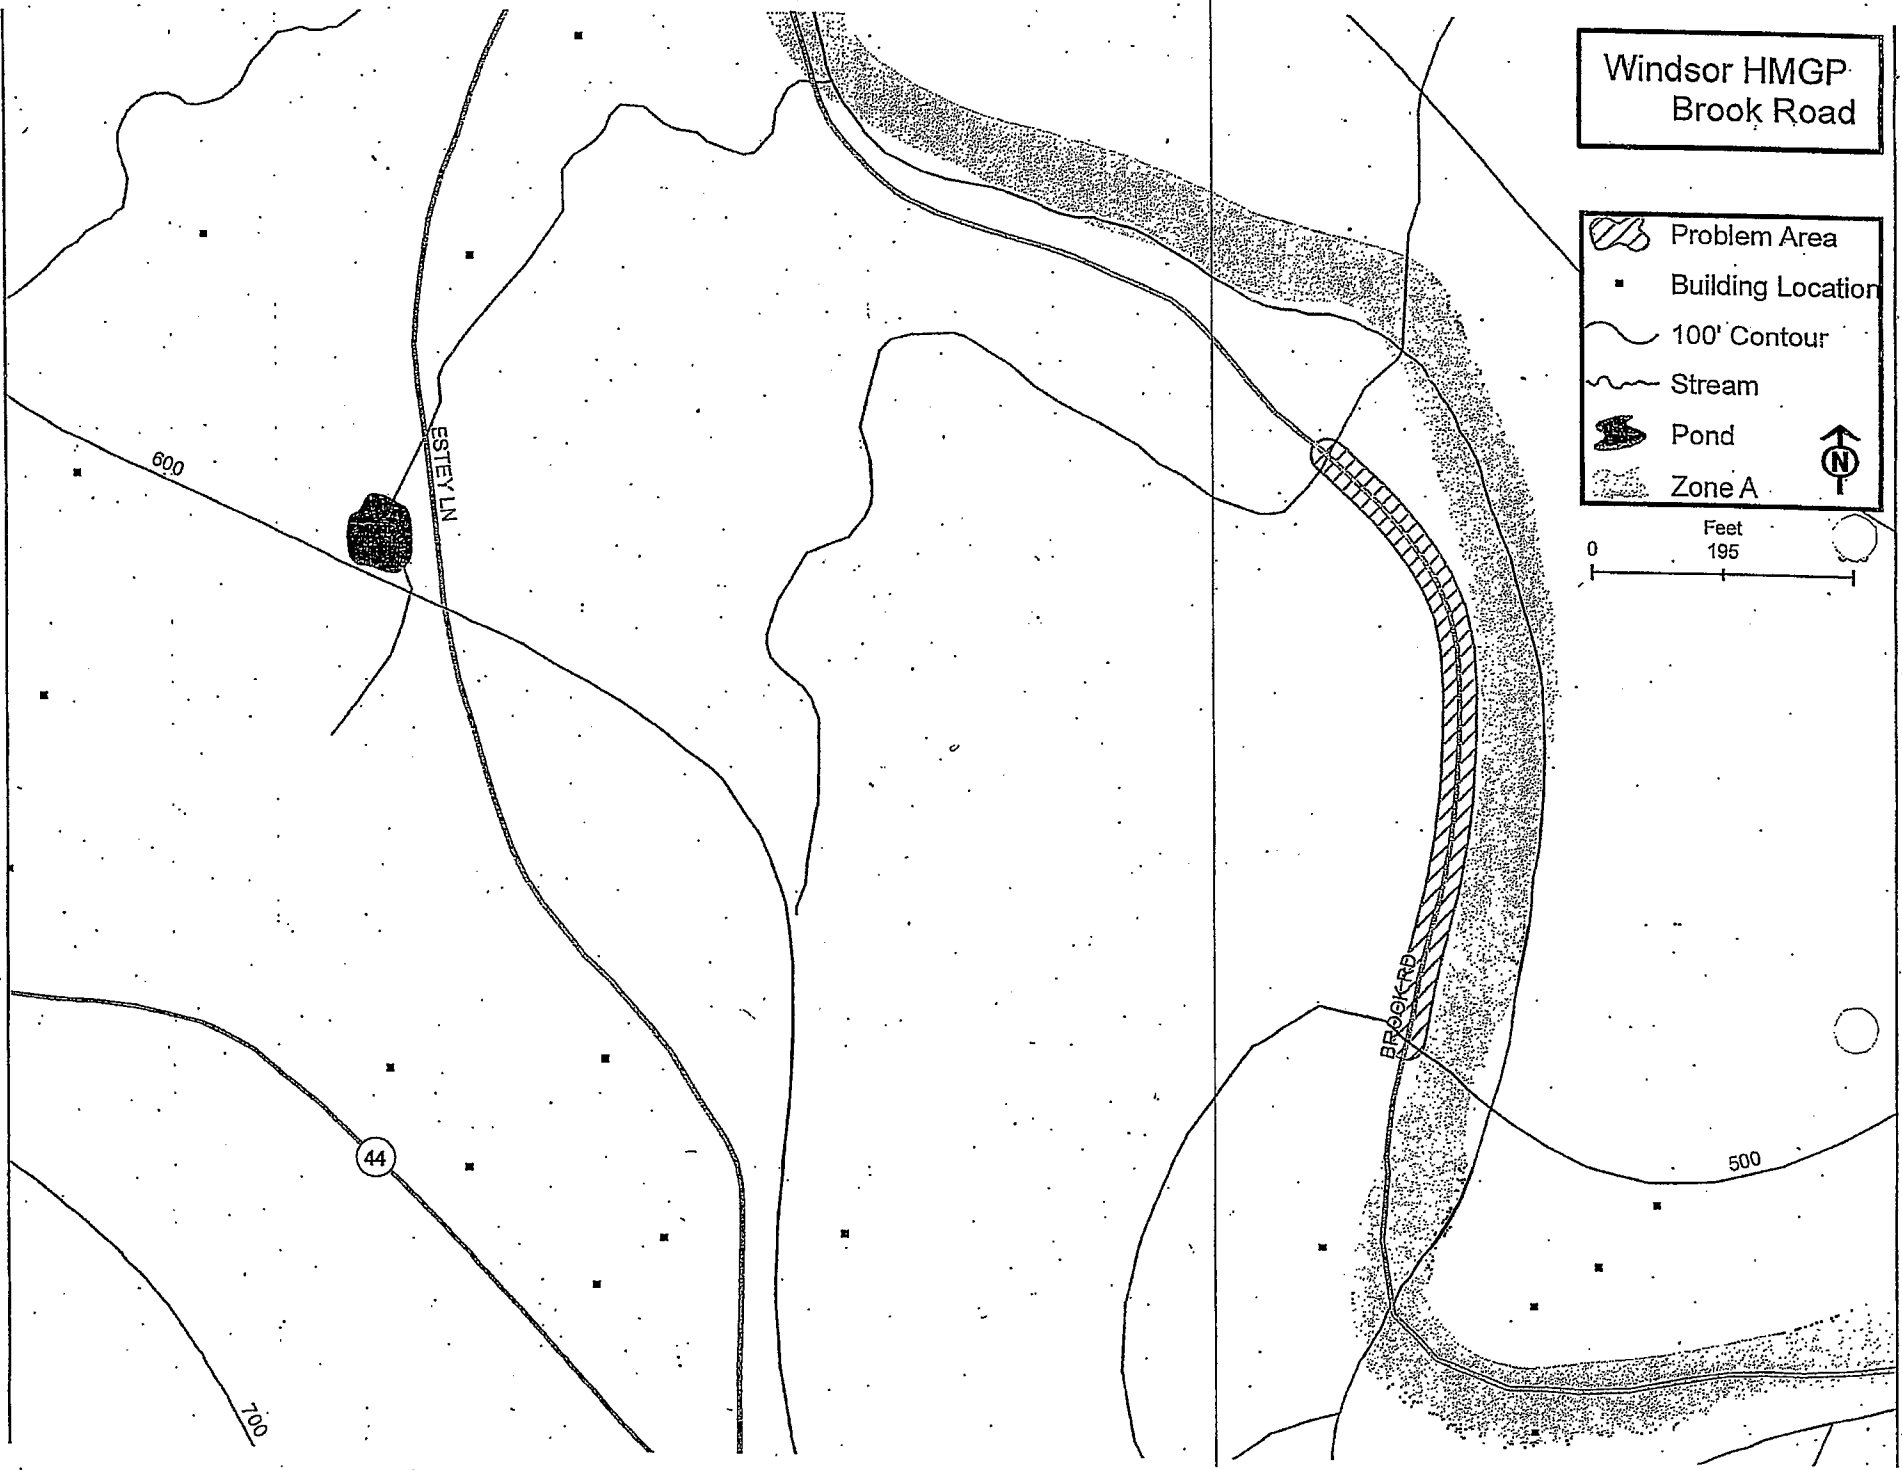 Windsor HMGP
Brook Road
Problem Area
Building Location
100' Contour
Stream
Pond
N
Zone A
Feet
0 195
600
ESTEY LN
BROOK RD
44
500
700